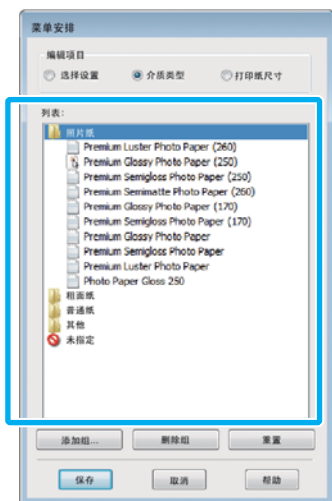 菜单安排
编辑项目
选择设置 介质类型 打印纸尺寸
列表:
照片纸
Premium Luster Photo Paper (260)
Premium Glossy Photo Paper (250)
Premium Semigloss Photo Paper (250)
Premium Semimatte Photo Paper (260)
Premium Glossy Photo Paper (170)
Premium Semigloss Photo Paper (170)
Premium Glossy Photo Paper
Premium Semigloss Photo Paper
Premium Luster Photo Paper
Photo Paper Gloss 250
粗面纸
普通纸
其他
未指定
添加组... 删除组 重置
保存 取消 帮助